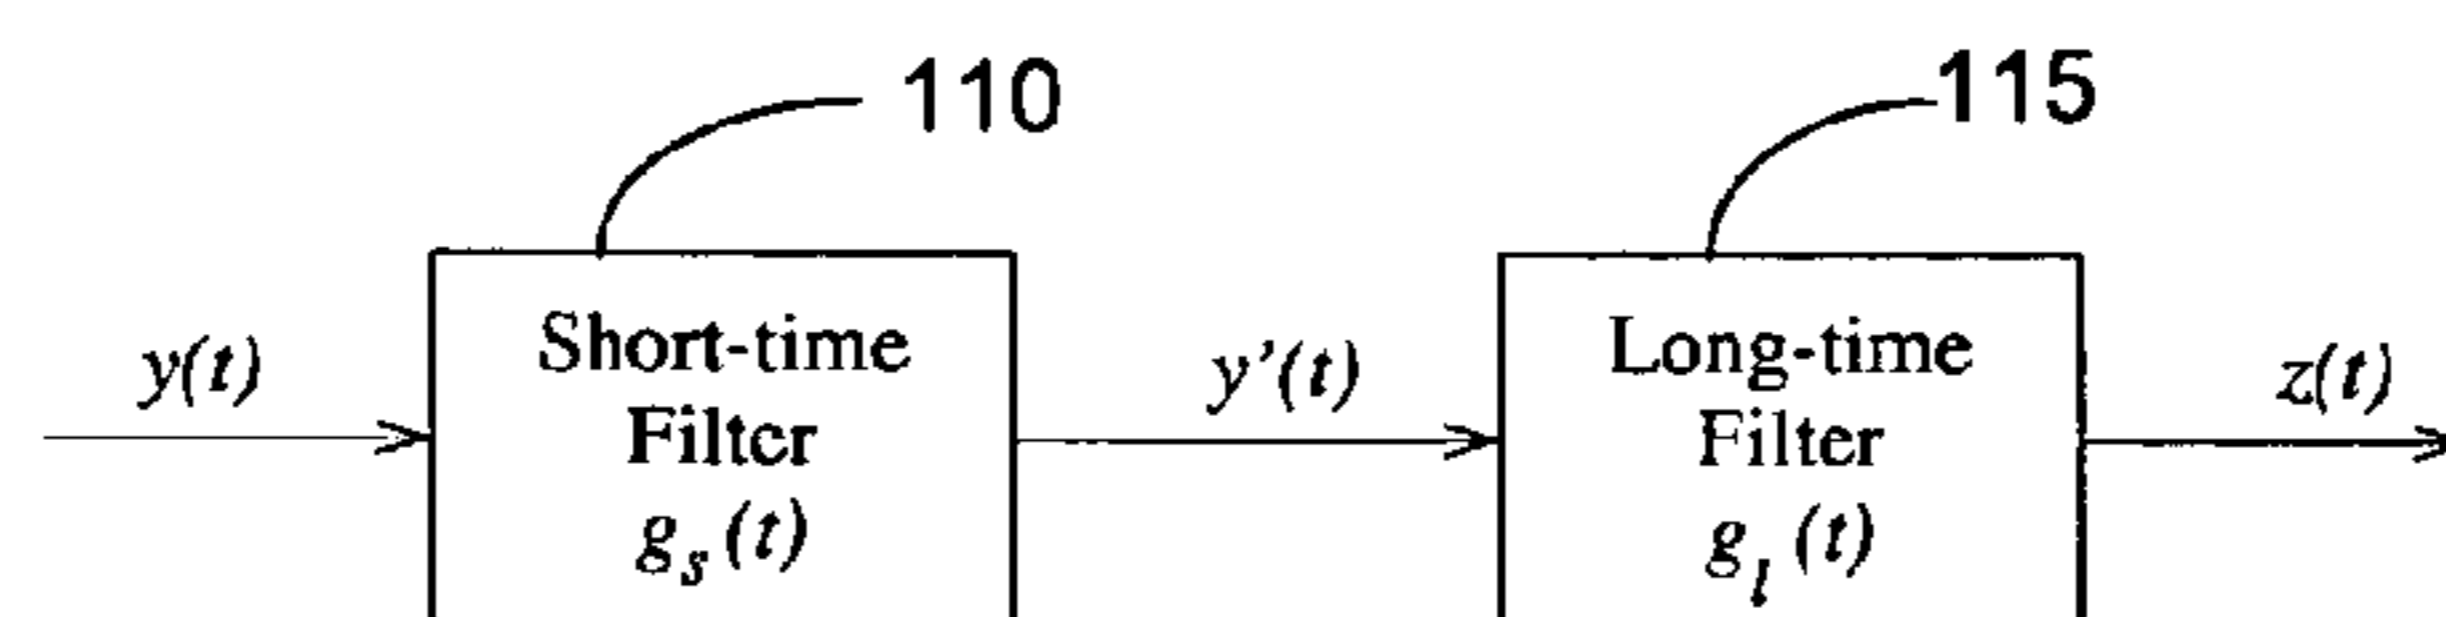 110
115
y(t)
Short-time
Filter
g_s (t)
y'(t)
Long-time
Filter
g_l (t)
z(t)